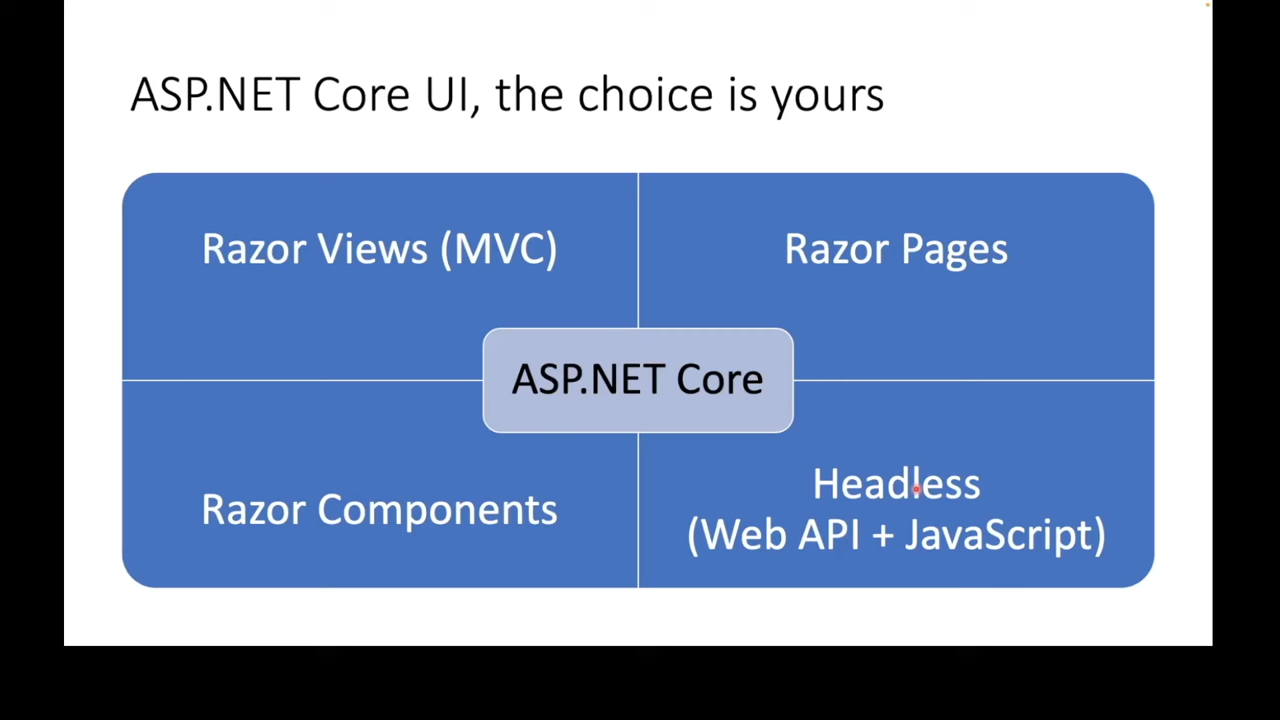 ASP.NET Core UI, the choice is yours
Razor Views (MVC)
Razor Pages
ASP.NET Core
Razor Components
Headless
(Web API + JavaScript)